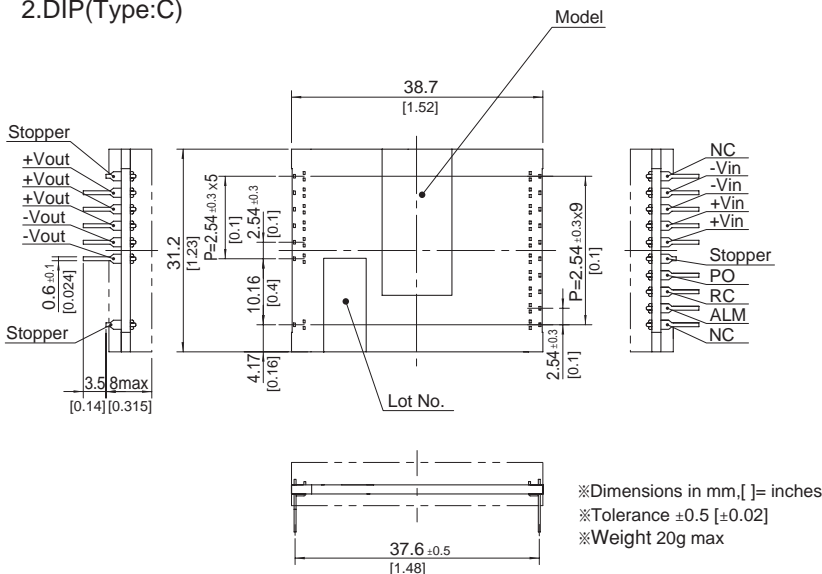 2.DIP(Type:C)
Model
38.7
[1.52]
Stopper
+Vout
+Vout
+Vout
-Vout
-Vout
Stopper
0.6±0.1
[0.024]
3.5
8max
[0.14]
[0.315]
31.2
[1.23]
P=2.54±0.3x5
[0.1]
2.54±0.3
[0.1]
10.16
[0.4]
4.17
[0.16]
Lot No.
P=2.54±0.3x9
[0.1]
2.54±0.3
[0.1]
NC
-Vin
-Vin
+Vin
+Vin
Stopper
PO
RC
ALM
NC
37.6 ±0.5
[1.48]
※Dimensions in mm,[ ]= inches
※Tolerance ±0.5 [±0.02]
※Weight 20g max